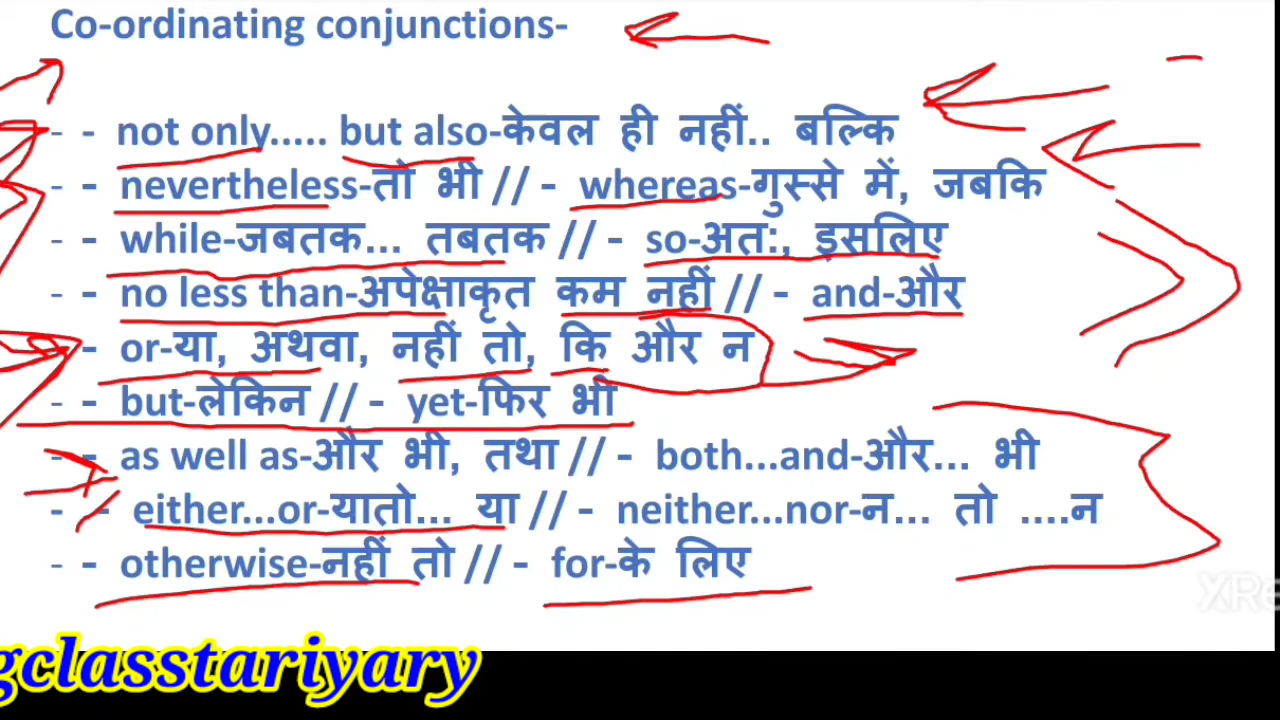 Co-ordinating conjunctions-
- - not only..... but also-केवल ही नहीं.. बल्कि
- - nevertheless-तो भी // - whereas-गुस्से में, जबकि
- - while-जबतक... तबतक // - so-अत:, इसलिए
- - no less than-अपेक्षाकृत कम नहीं // - and-और
- or-या, अथवा, नहीं तो, कि और न
- - but-लेकिन // - yet-फिर भी
- - as well as-और भी, तथा // - both...and-और... भी
- - either...or-यातो... या // - neither...nor-न... तो ....न
- - otherwise-नहीं तो // - for-के लिए
XRe
gclasstariyary